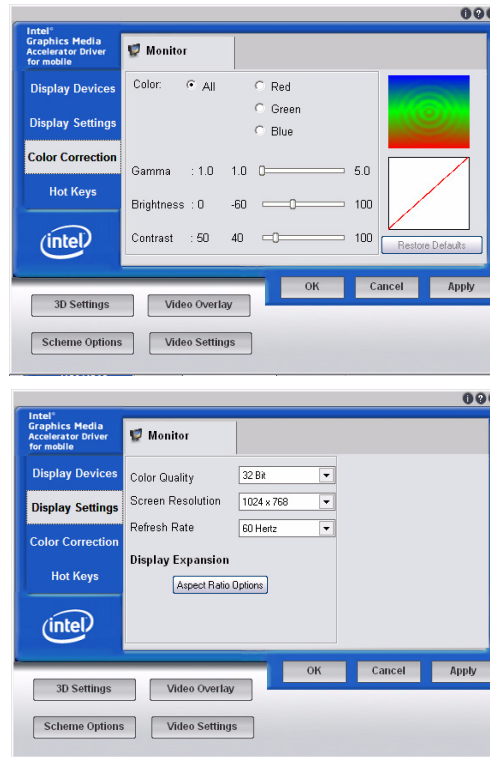 Intel®
Graphics Media
Accelerator Driver
for mobile
Monitor
Display Devices
Display Settings
Color Correction
Hot Keys
intel
Color: All Red
Green
Blue
Gamma : 1.0 1.0 5.0
Brightness : 0 -60 100
Contrast : 50 40 100
Restore Defaults
OK Cancel Apply
3D Settings Video Overlay
Scheme Options Video Settings
Intel®
Graphics Media
Accelerator Driver
for mobile
Monitor
Display Devices
Display Settings
Color Correction
Hot Keys
intel
Color Quality 32 Bit
Screen Resolution 1024 x 768
Refresh Rate 60 Hertz
Display Expansion
Aspect Ratio Options
OK Cancel Apply
3D Settings Video Overlay
Scheme Options Video Settings